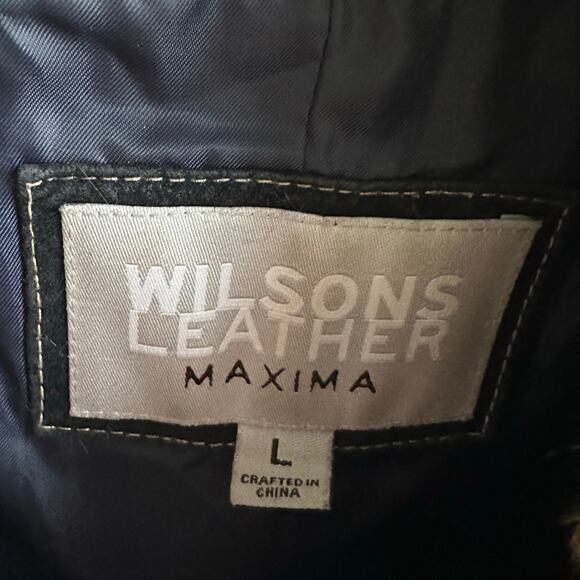 WILSONS
LEATHER
MAXIMA
L
CRAFTED IN
CHINA